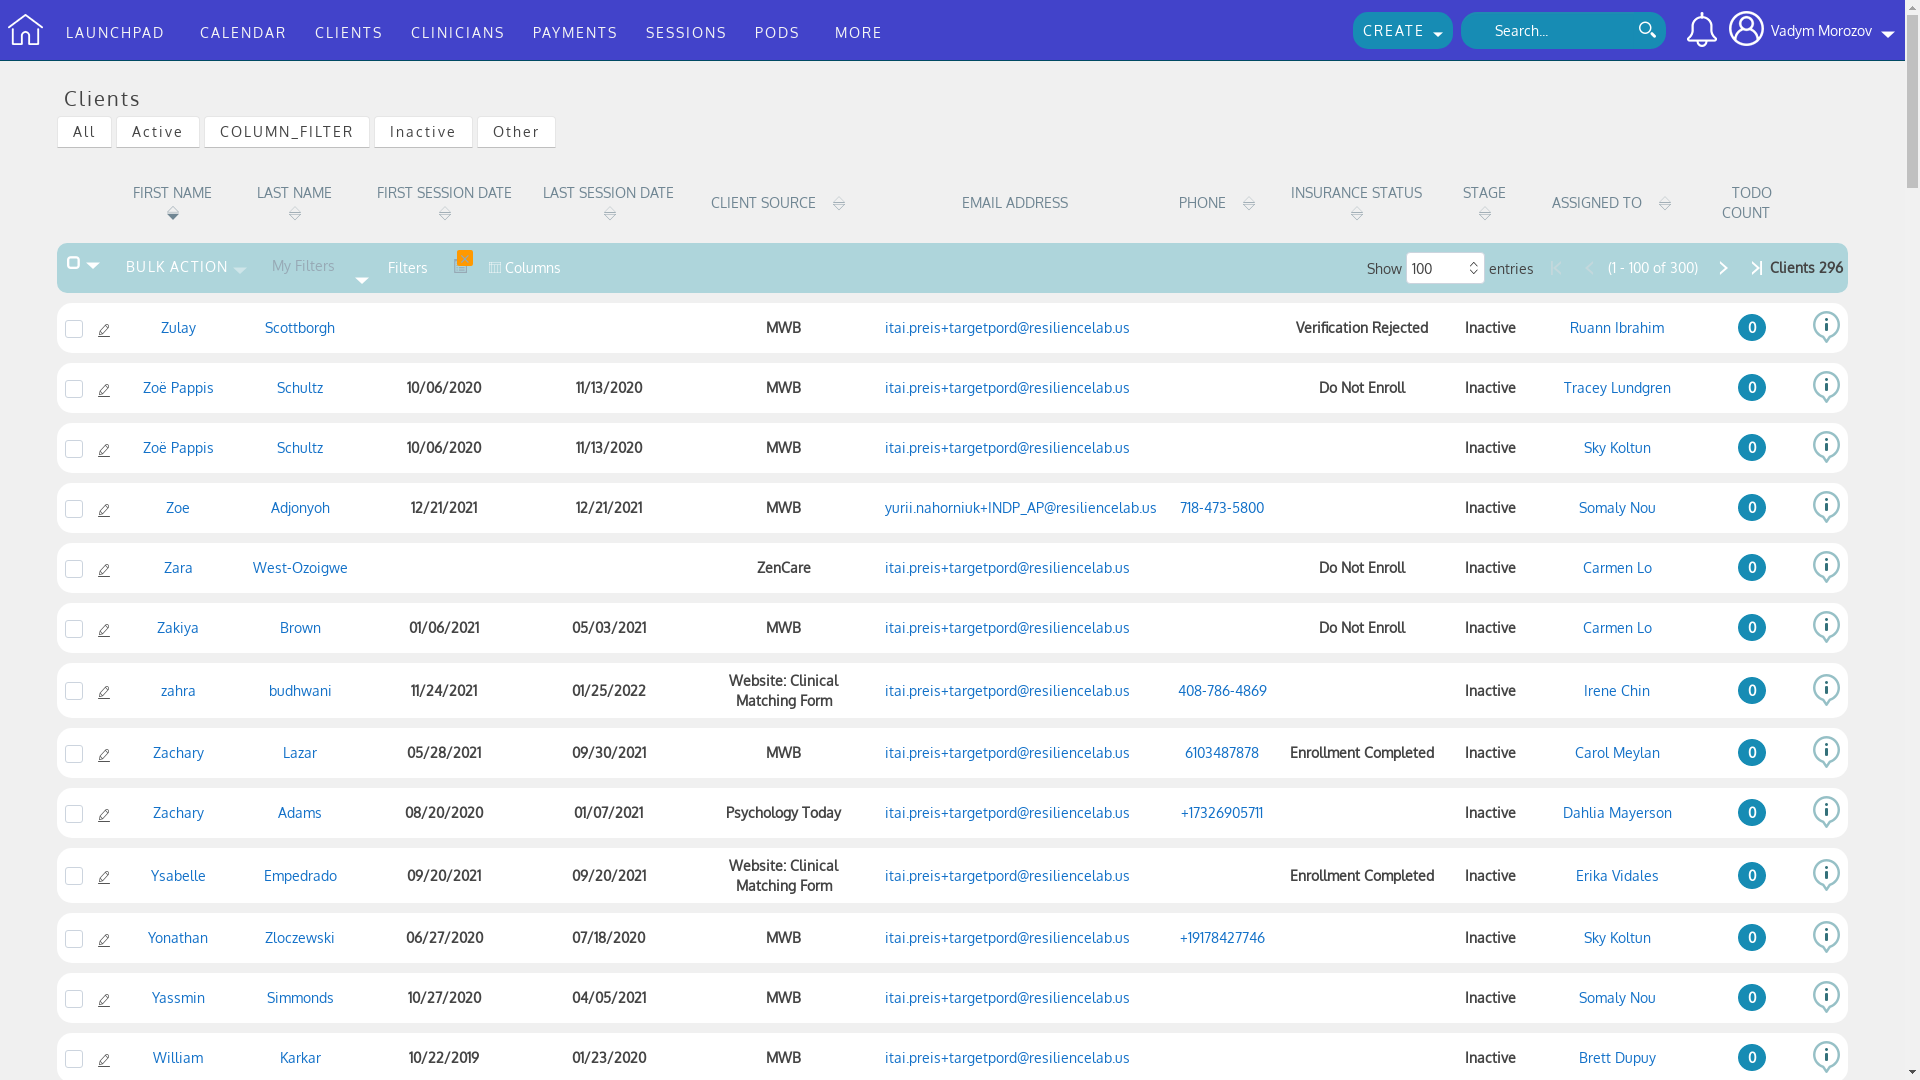 LAUNCHPAD CALENDAR CLIENTS CLINICIANS PAYMENTS SESSIONS PODS MORE CREATE Search... Vadym Morozov
Clients
All Active COLUMN_FILTER Inactive Other
FIRST NAME LAST NAME FIRST SESSION DATE LAST SESSION DATE CLIENT SOURCE EMAIL ADDRESS PHONE INSURANCE STATUS STAGE ASSIGNED TO TODO
COUNT
BULK ACTION My Filters Filters Columns Show 100 entries (1 - 100 of 300) Clients 296
Zulay Scottborgh MWB itai.preis+targetpord@resiliencelab.us Verification Rejected Inactive Ruann Ibrahim 0
Zoë Pappis Schultz 10/06/2020 11/13/2020 MWB itai.preis+targetpord@resiliencelab.us Do Not Enroll Inactive Tracey Lundgren 0
Zoë Pappis Schultz 10/06/2020 11/13/2020 MWB itai.preis+targetpord@resiliencelab.us Inactive Sky Koltun 0
Zoe Adjonyoh 12/21/2021 12/21/2021 MWB yurii.nahorniuk+INDP_AP@resiliencelab.us 718-473-5800 Inactive Somaly Nou 0
Zara West-Ozoigwe ZenCare itai.preis+targetpord@resiliencelab.us Do Not Enroll Inactive Carmen Lo 0
Zakiya Brown 01/06/2021 05/03/2021 MWB itai.preis+targetpord@resiliencelab.us Do Not Enroll Inactive Carmen Lo 0
zahra budhwani 11/24/2021 01/25/2022 Website: Clinical Matching Form itai.preis+targetpord@resiliencelab.us 408-786-4869 Inactive Irene Chin 0
Zachary Lazar 05/28/2021 09/30/2021 MWB itai.preis+targetpord@resiliencelab.us 6103487878 Enrollment Completed Inactive Carol Meylan 0
Zachary Adams 08/20/2020 01/07/2021 Psychology Today itai.preis+targetpord@resiliencelab.us +17326905711 Inactive Dahlia Mayerson 0
Ysabelle Empedrado 09/20/2021 09/20/2021 Website: Clinical Matching Form itai.preis+targetpord@resiliencelab.us Enrollment Completed Inactive Erika Vidales 0
Yonathan Zloczewski 06/27/2020 07/18/2020 MWB itai.preis+targetpord@resiliencelab.us +19178427746 Inactive Sky Koltun 0
Yassmin Simmonds 10/27/2020 04/05/2021 MWB itai.preis+targetpord@resiliencelab.us Inactive Somaly Nou 0
William Karkar 10/22/2019 01/23/2020 MWB itai.preis+targetpord@resiliencelab.us Inactive Brett Dupuy 0